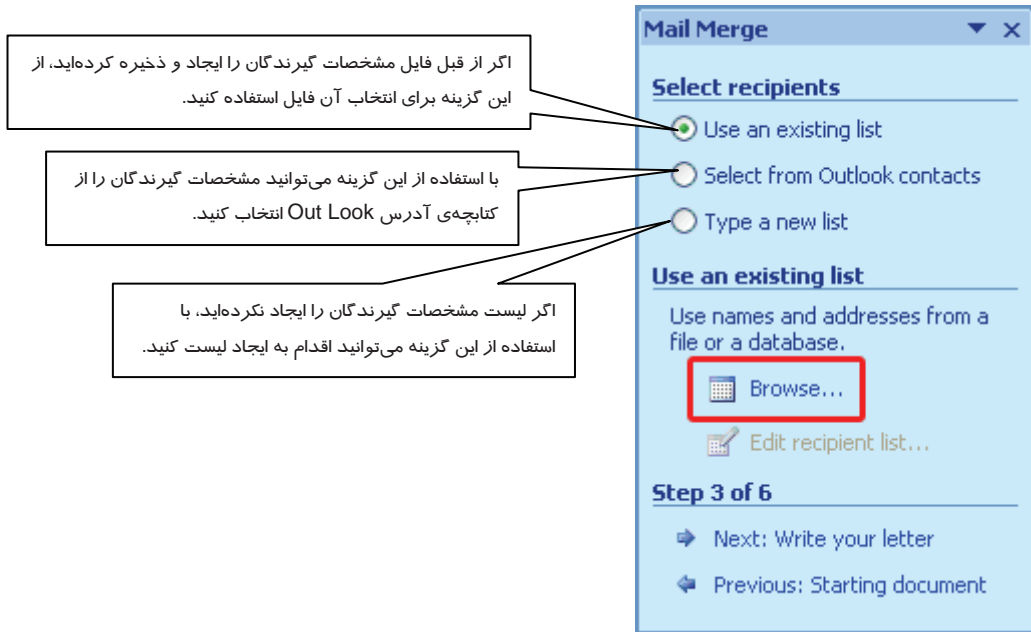 Mail Merge
اگر از قبل فایل مشخصات گیرندگان را ایجاد و ذخیره کرده‌اید، از
این گزینه برای انتخاب آن فایل استفاده کنید.
Select recipients
Use an existing list
با استفاده از این گزینه می‌توانید مشخصات گیرندگان را از
کتابچه‌ی آدرس Out Look انتخاب کنید.
Select from Outlook contacts
Type a new list
اگر لیست مشخصات گیرندگان را ایجاد نکرده‌اید، با
استفاده از این گزینه می‌توانید اقدام به ایجاد لیست کنید.
Use an existing list
Use names and addresses from a
file or a database.
Browse...
Edit recipient list...
Step 3 of 6
Next: Write your letter
Previous: Starting document